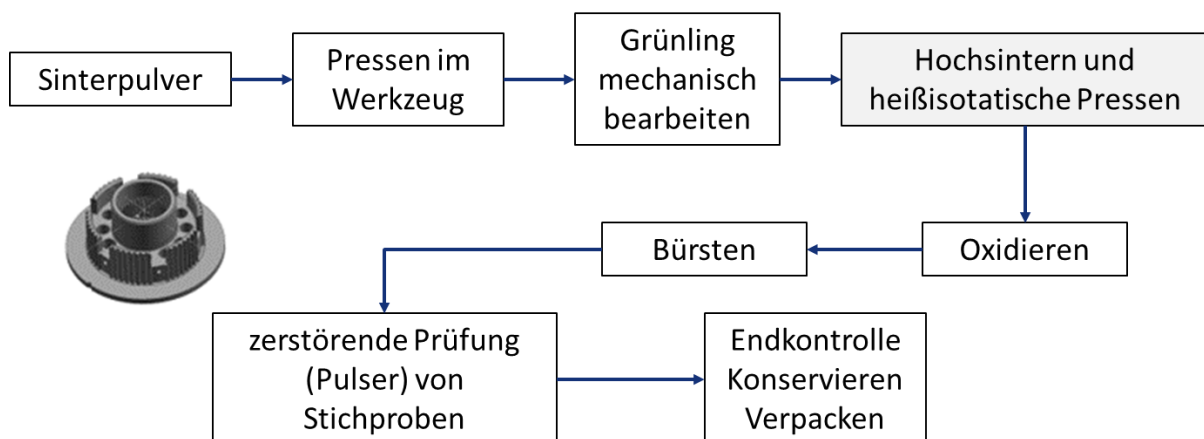 Sinterpulver
Pressen im
Werkzeug
Grünling
mechanisch
bearbeiten
Hochsintern und
heißisotatische Pressen
Oxidieren
Bürsten
zerstörende Prüfung
(Pulser) von
Stichproben
Endkontrolle
Konservieren
Verpacken